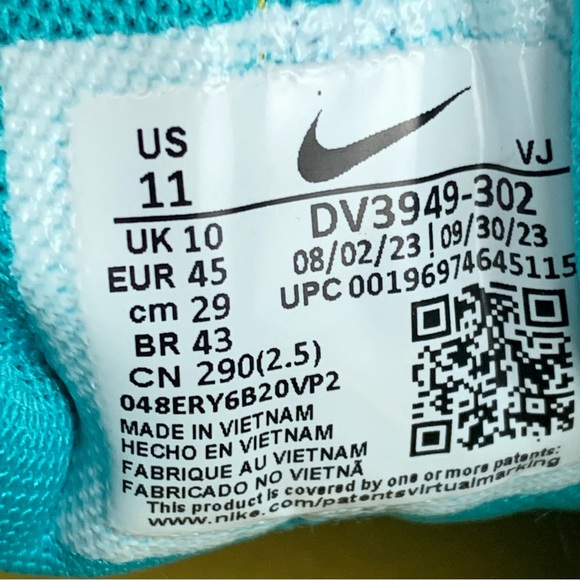 US
11
VJ
UK 10
EUR 45
cm 29
BR 43
CN 290(2.5)
DV3949-302
08/02/23|09/30/23
UPC 00196974645115
048ERY6B20VP2
MADE IN VIETNAM
HECHO EN VIETNAM
FABRIQUE AU VIETNAM
FABRICADO NO VIETNÃ
This product is covered by one or more patents:
www.nike.com/patentsvirtualmarking